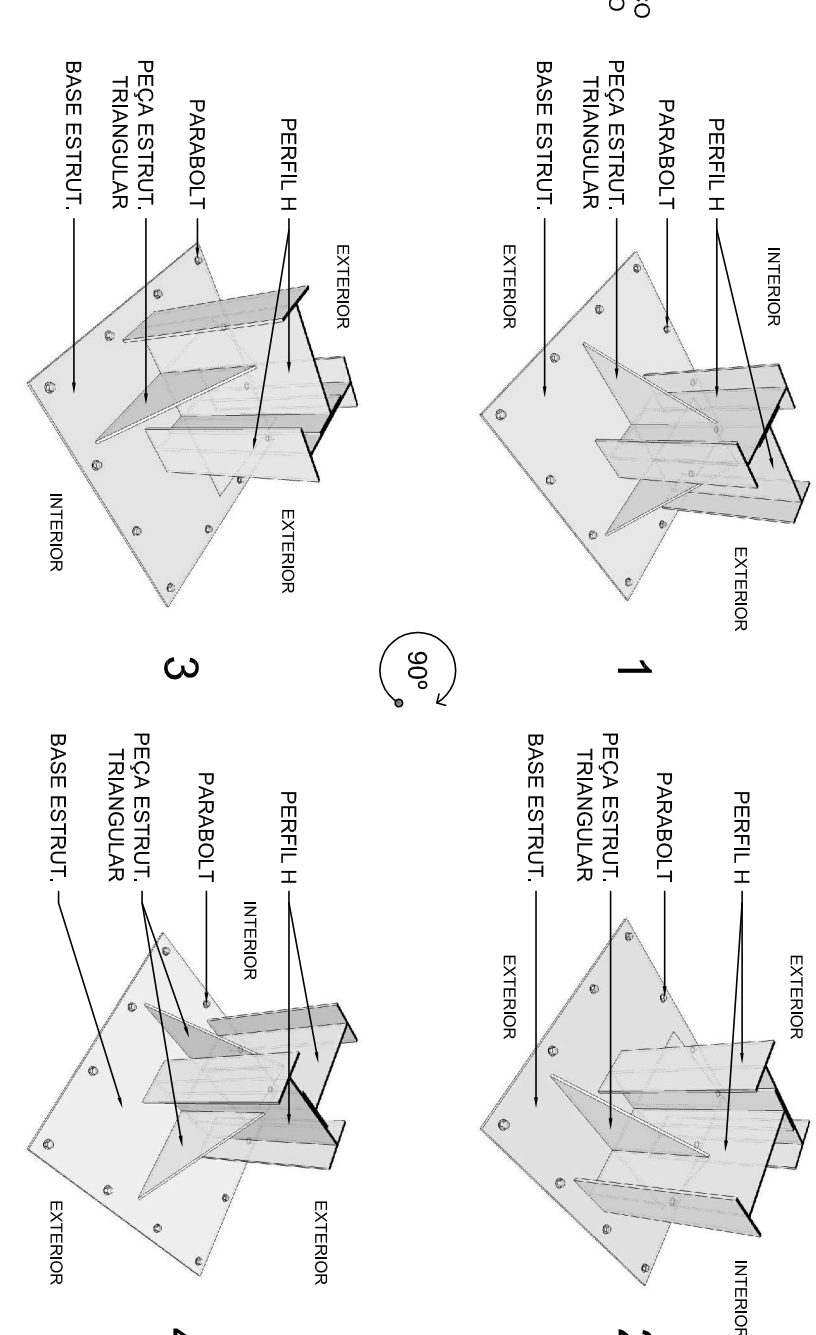 INTERIOR
EXTERIOR
PERFIL H
PARABOLT
PEÇA ESTRUT.
TRIANGULAR
BASE ESTRUT.
EXTERIOR
1
EXTERIOR
PERFIL H
INTERIOR
PARABOLT
PEÇA ESTRUT.
TRIANGULAR
BASE ESTRUT.
EXTERIOR
2
90º
EXTERIOR
PERFIL H
EXTERIOR
PARABOLT
PEÇA ESTRUT.
TRIANGULAR
BASE ESTRUT.
INTERIOR
3
EXTERIOR
PERFIL H
INTERIOR
PARABOLT
PEÇA ESTRUT.
TRIANGULAR
BASE ESTRUT.
EXTERIOR